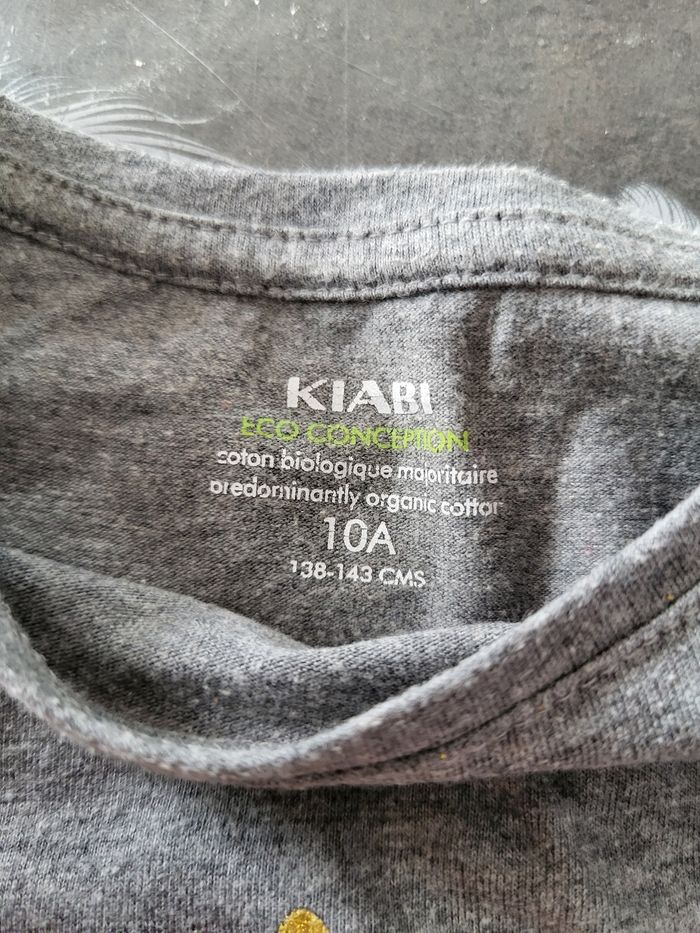 KIABI
ECO CONCEPTION
coton biologique majoritaire
predominantly organic cotton
10A
138-143 CMS